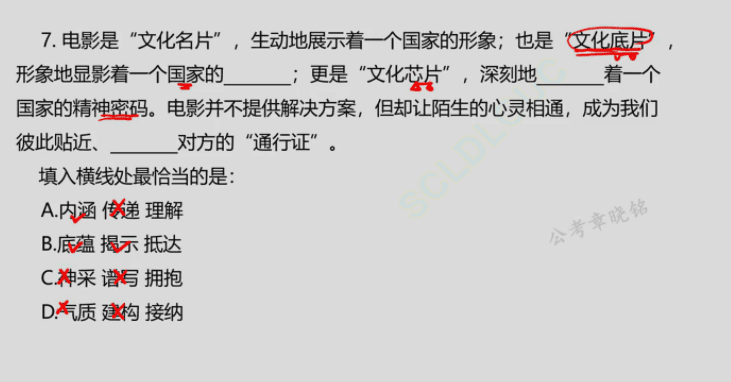 7. 电影是“文化名片”，生动地展示着一个国家的形象；也是“文化底片”，
形象地显影着一个国家的______；更是“文化芯片”，深刻地______着一个
国家的精神密码。电影并不提供解决方案，但却让陌生的心灵相通，成为我们
彼此贴近、______对方的“通行证”。
填入横线处最恰当的是：
A.内涵 传递 理解
B.底蕴 揭示 抵达
C.神采 谱写 拥抱
D.气质 建构 接纳
公考章晓铭